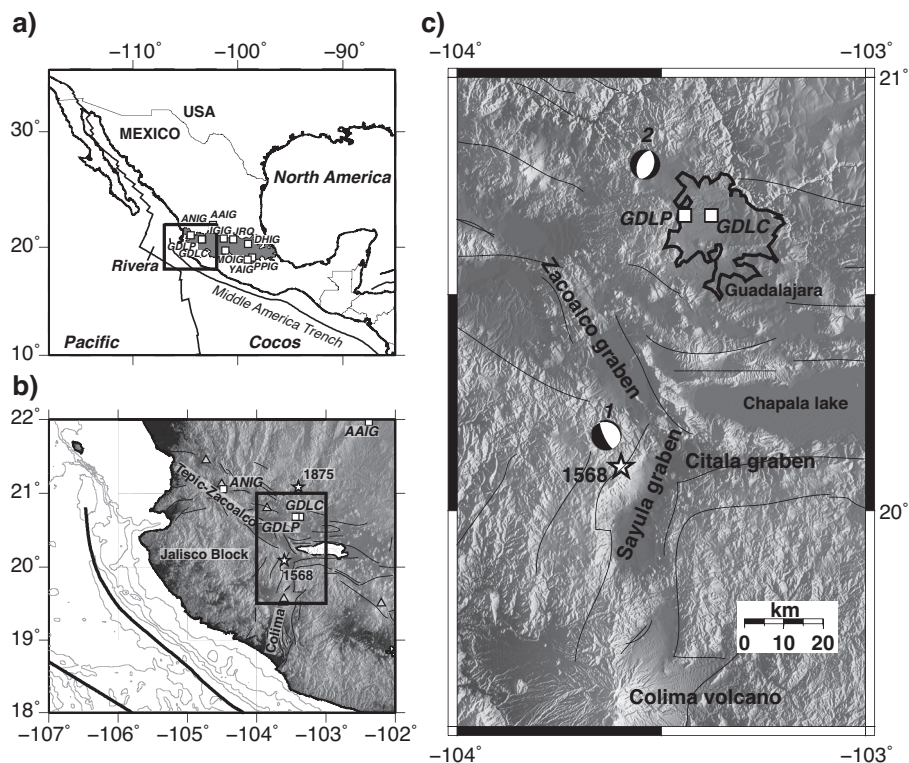 a)
−110˚
−100˚
−90˚
30˚
20˚
10˚
USA
MEXICO
North America
ANIG
AAIG
IGIG
IRO
DHIG
GDLP
GDLC
MOIG
YAIG
PPIG
Rivera
Middle America Trench
Pacific
Cocos
b)
22˚
21˚
20˚
19˚
18˚
AAIG
1875
Tepic-Zacoalco
ANIG
GDLC
GDLP
Jalisco Block
1568
Colima
−107˚
−106˚
−105˚
−104˚
−103˚
−102˚
c)
−104˚
−103˚
21˚
2
GDLP
GDLC
Guadalajara
Zacoalco graben
Chapala lake
1
1568
Citala graben
Sayula graben
20˚
km
0 10 20
Colima volcano
−104˚
−103˚